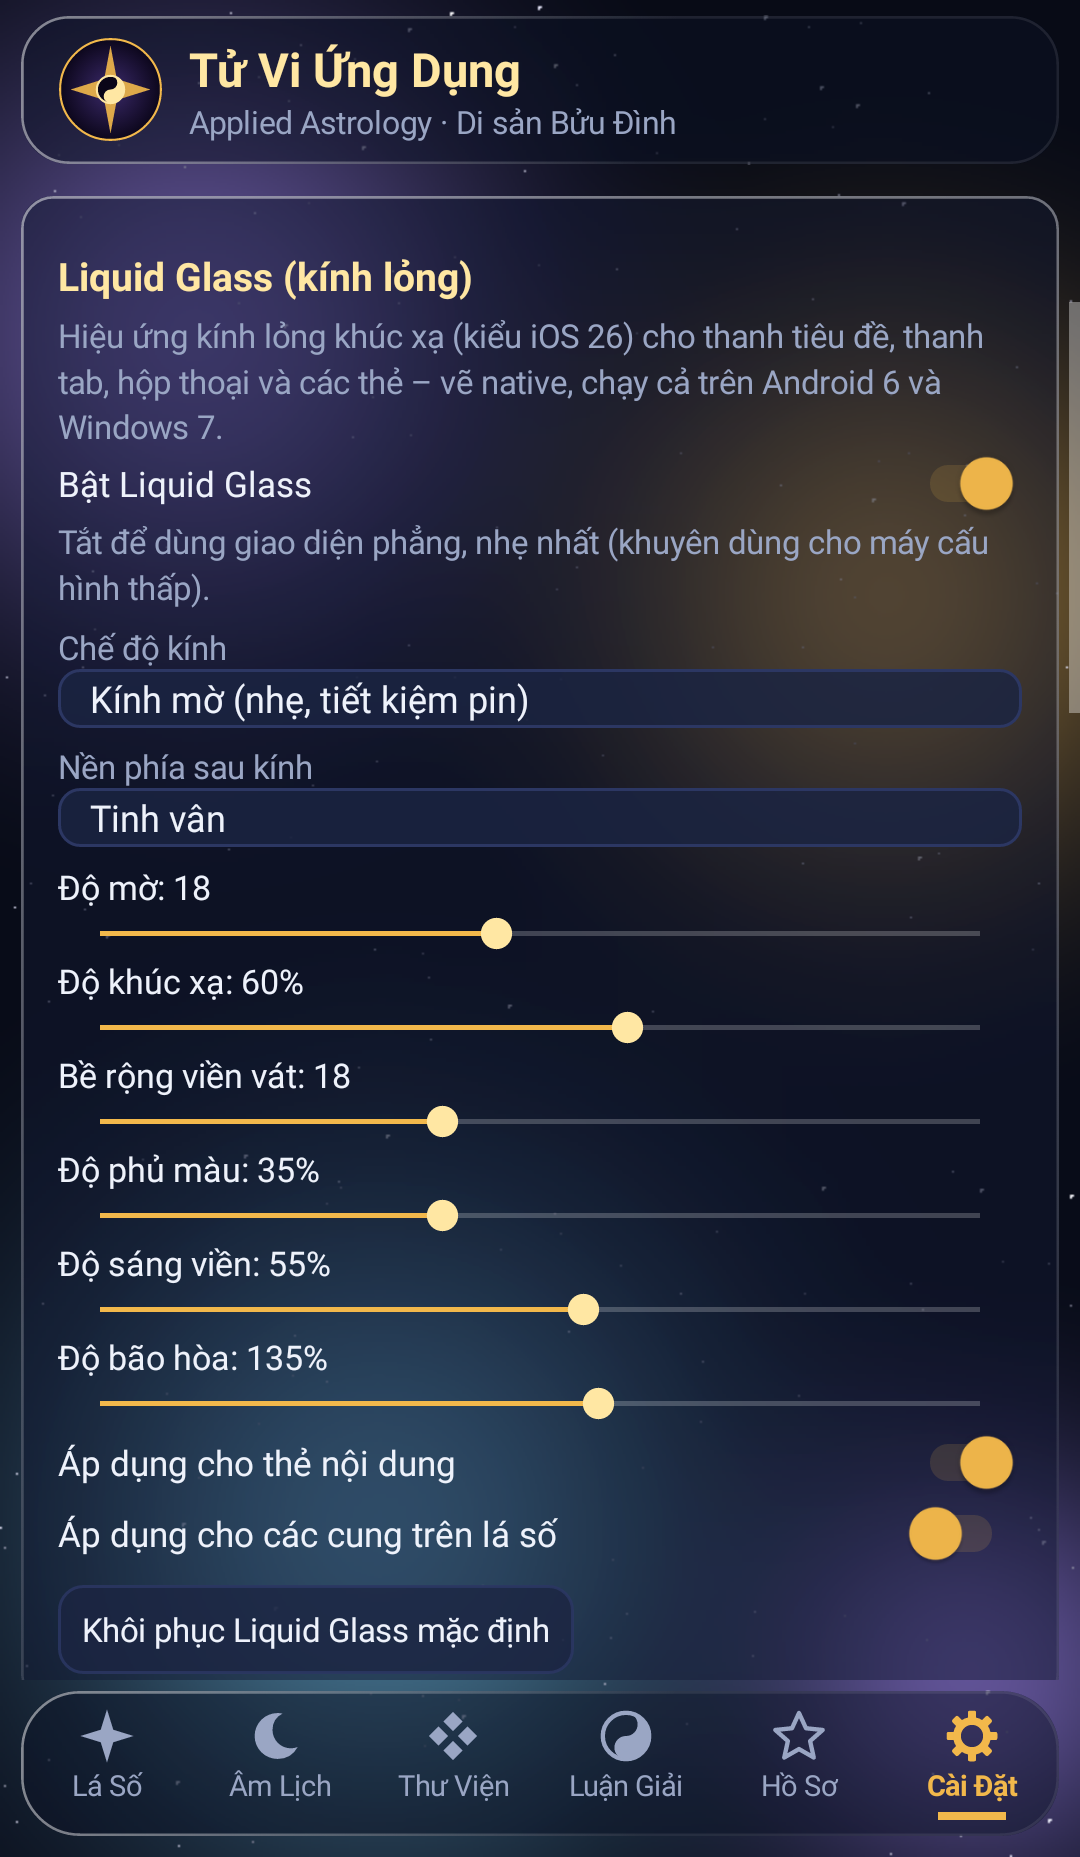 Tử Vi Ứng Dụng
Applied Astrology · Di sản Bửu Đình
Liquid Glass (kính lỏng)
Hiệu ứng kính lỏng khúc xạ (kiểu iOS 26) cho thanh tiêu đề, thanh
tab, hộp thoại và các thẻ – vẽ native, chạy cả trên Android 6 và
Windows 7.
Bật Liquid Glass
Tắt để dùng giao diện phẳng, nhẹ nhất (khuyên dùng cho máy cấu
hình thấp).
Chế độ kính
Kính mờ (nhẹ, tiết kiệm pin)
Nền phía sau kính
Tinh vân
Độ mờ: 18
Độ khúc xạ: 60%
Bề rộng viền vát: 18
Độ phủ màu: 35%
Độ sáng viền: 55%
Độ bão hòa: 135%
Áp dụng cho thẻ nội dung
Áp dụng cho các cung trên lá số
Khôi phục Liquid Glass mặc định
Lá Số
Âm Lịch
Thư Viện
Luận Giải
Hồ Sơ
Cài Đặt